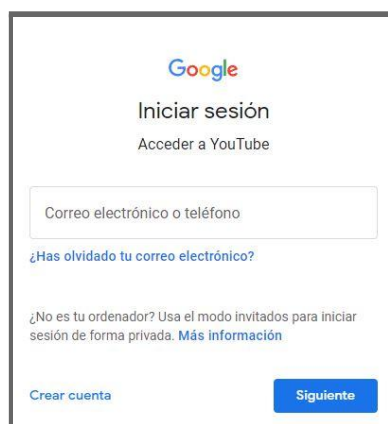 Google
Iniciar sesión
Acceder a YouTube
Correo electrónico o teléfono
¿Has olvidado tu correo electrónico?
¿No es tu ordenador? Usa el modo invitados para iniciar
sesión de forma privada. Más información
Crear cuenta Siguiente